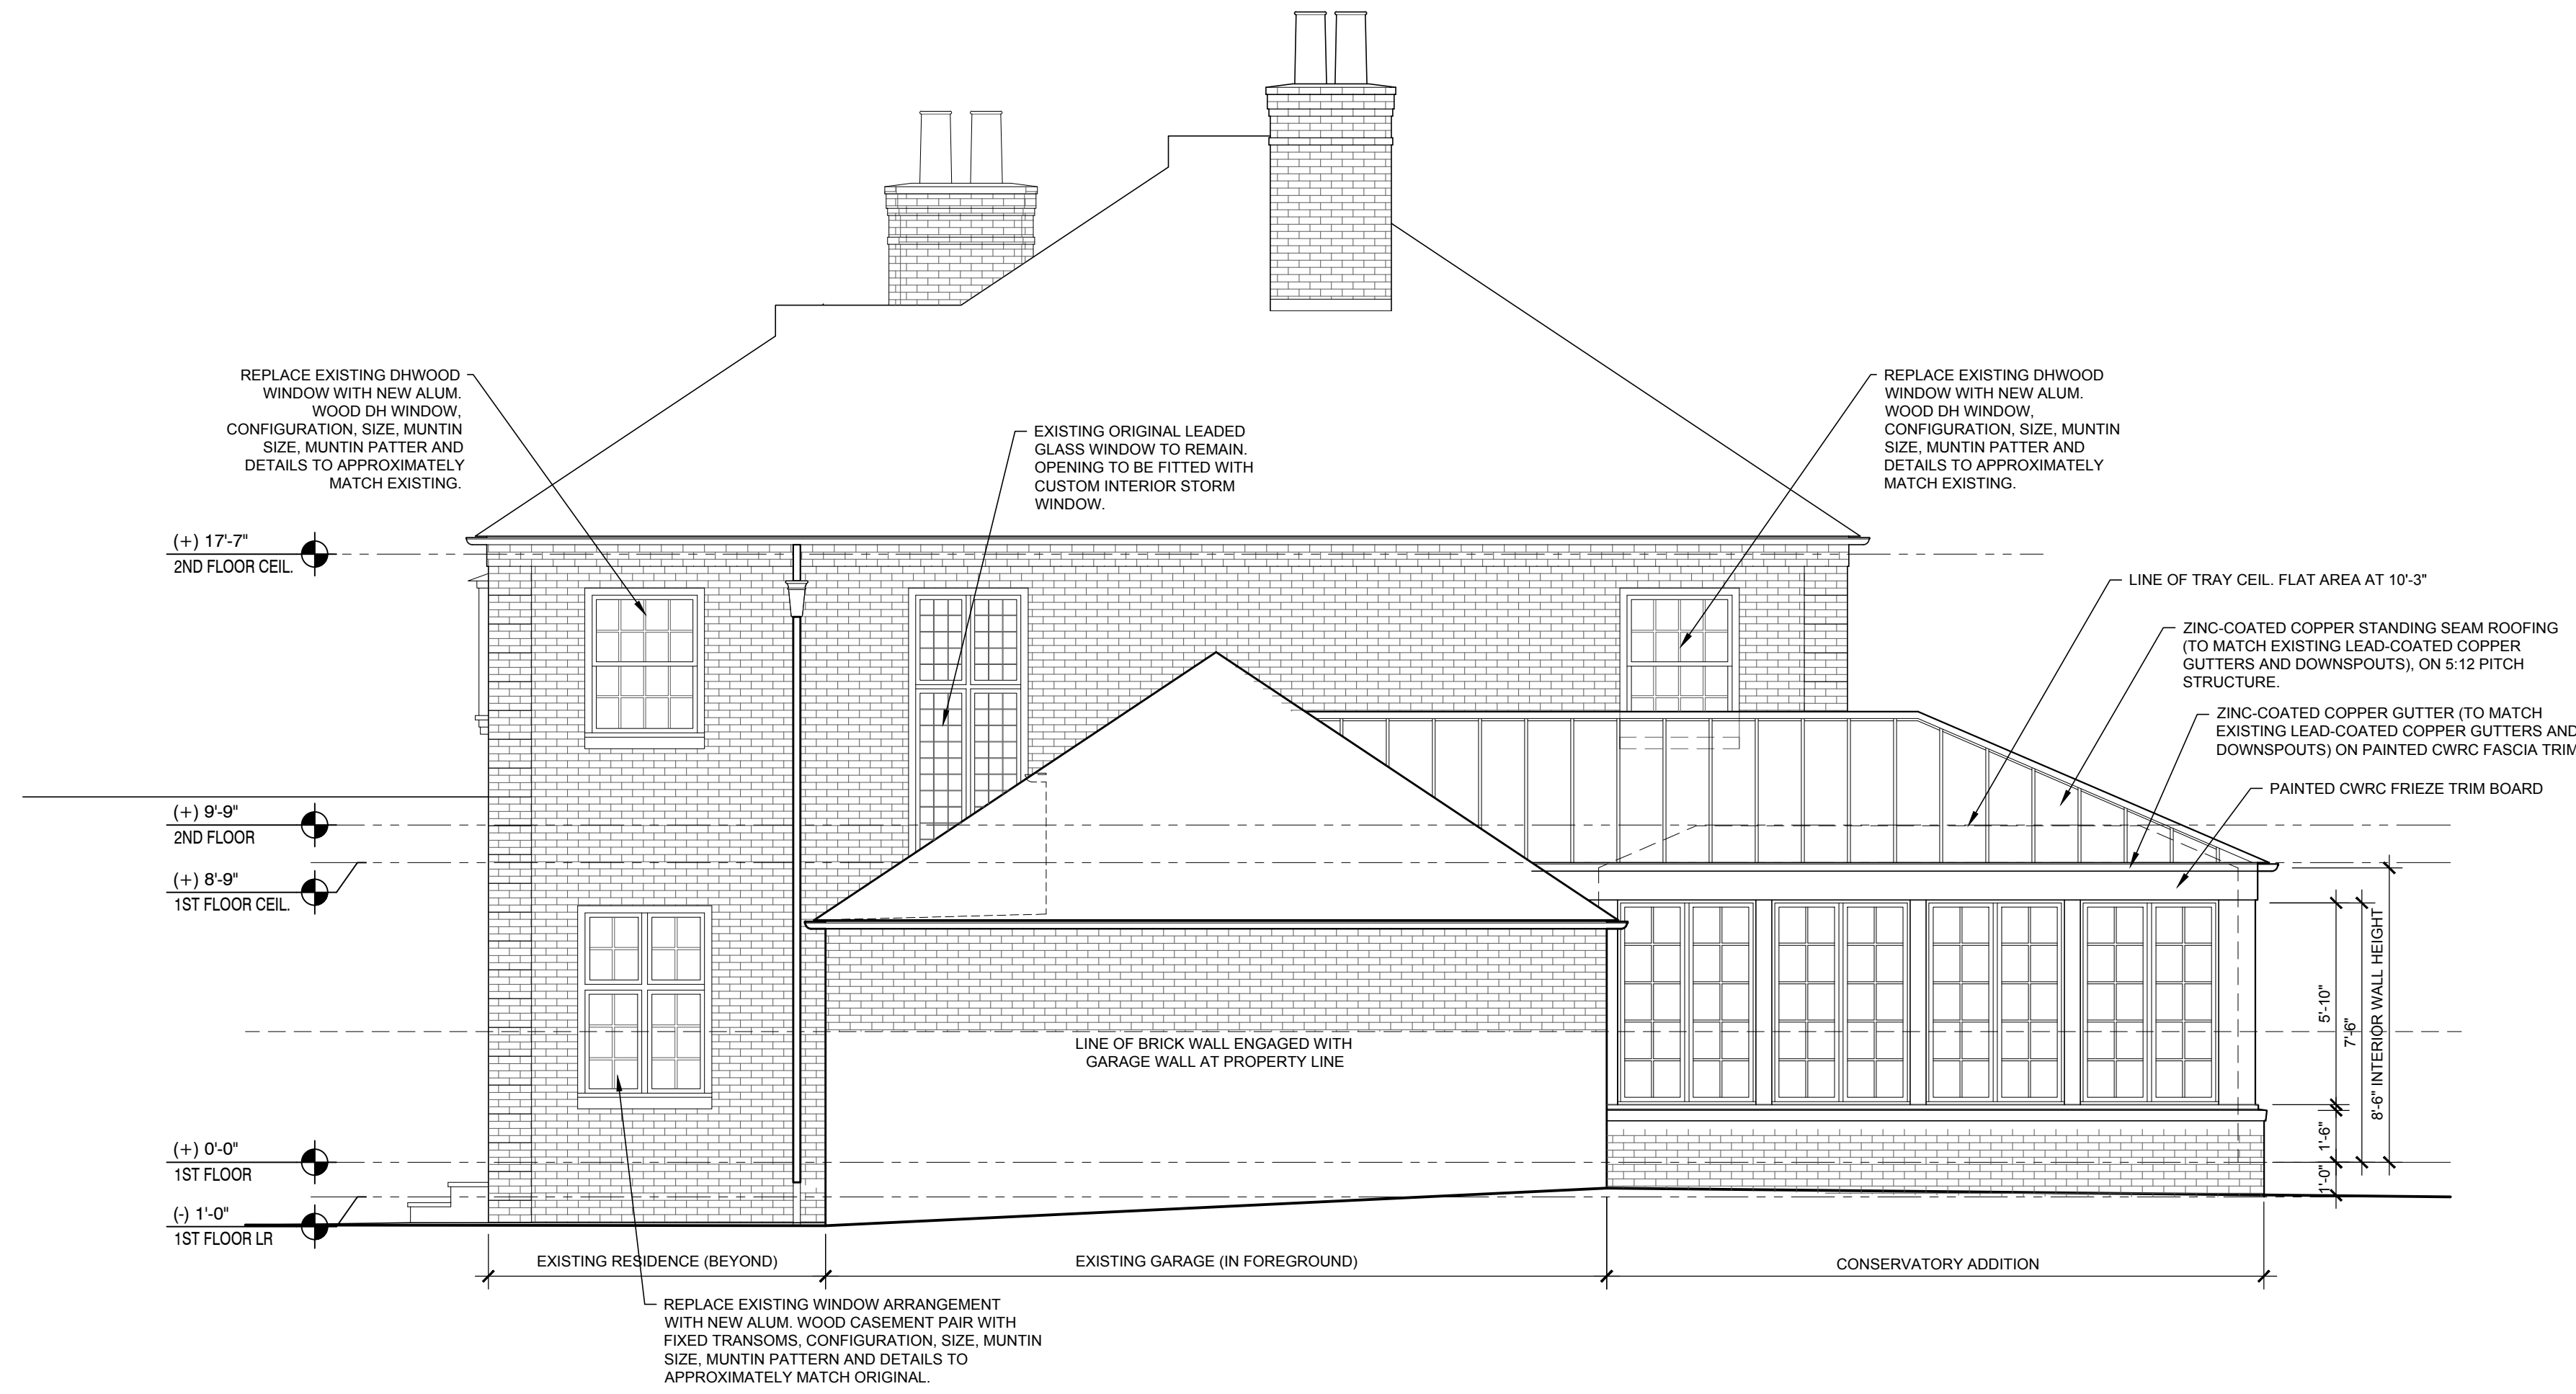 REPLACE EXISTING DHWOOD
WINDOW WITH NEW ALUM.
WOOD DH WINDOW,
CONFIGURATION, SIZE, MUNTIN
SIZE, MUNTIN PATTER AND
DETAILS TO APPROXIMATELY
MATCH EXISTING.
EXISTING ORIGINAL LEADED
GLASS WINDOW TO REMAIN.
OPENING TO BE FITTED WITH
CUSTOM INTERIOR STORM
WINDOW.
REPLACE EXISTING DHWOOD
WINDOW WITH NEW ALUM.
WOOD DH WINDOW,
CONFIGURATION, SIZE, MUNTIN
SIZE, MUNTIN PATTER AND
DETAILS TO APPROXIMATELY
MATCH EXISTING.
(+) 17'-7"
2ND FLOOR CEIL.
LINE OF TRAY CEIL. FLAT AREA AT 10'-3"
ZINC-COATED COPPER STANDING SEAM ROOFING
(TO MATCH EXISTING LEAD-COATED COPPER
GUTTERS AND DOWNSPOUTS), ON 5:12 PITCH
STRUCTURE.
ZINC-COATED COPPER GUTTER (TO MATCH
EXISTING LEAD-COATED COPPER GUTTERS AND
DOWNSPOUTS) ON PAINTED CWRC FASCIA TRIM
PAINTED CWRC FRIEZE TRIM BOARD
(+) 9'-9"
2ND FLOOR
(+) 8'-9"
1ST FLOOR CEIL.
5'-10"
7'-6"
8'-6" INTERIOR WALL HEIGHT
1'-6"
1'-0"
LINE OF BRICK WALL ENGAGED WITH
GARAGE WALL AT PROPERTY LINE
(+) 0'-0"
1ST FLOOR
(-) 1'-0"
1ST FLOOR LR
EXISTING RESIDENCE (BEYOND)
EXISTING GARAGE (IN FOREGROUND)
CONSERVATORY ADDITION
REPLACE EXISTING WINDOW ARRANGEMENT
WITH NEW ALUM. WOOD CASEMENT PAIR WITH
FIXED TRANSOMS, CONFIGURATION, SIZE, MUNTIN
SIZE, MUNTIN PATTERN AND DETAILS TO
APPROXIMATELY MATCH ORIGINAL.